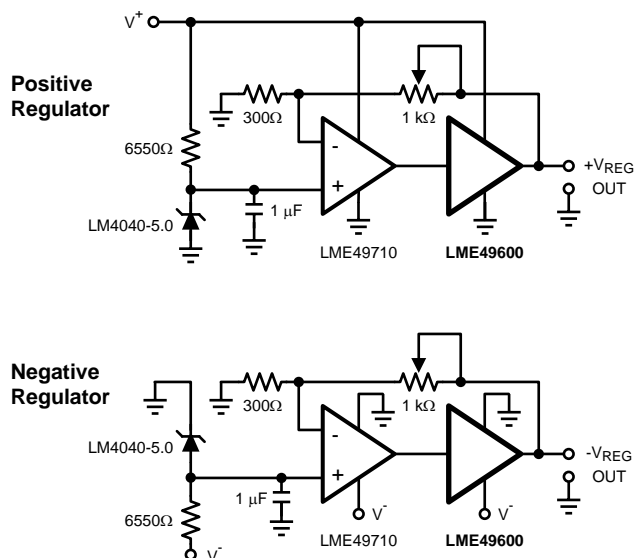 V+
Positive
Regulator
300Ω
1 kΩ
6550Ω
-
+
+VREG
OUT
1 μF
LM4040-5.0
LME49710
LME49600
Negative
Regulator
300Ω
1 kΩ
LM4040-5.0
-
+
-VREG
OUT
1 μF
6550Ω
V-
V-
LME49710
LME49600
V-